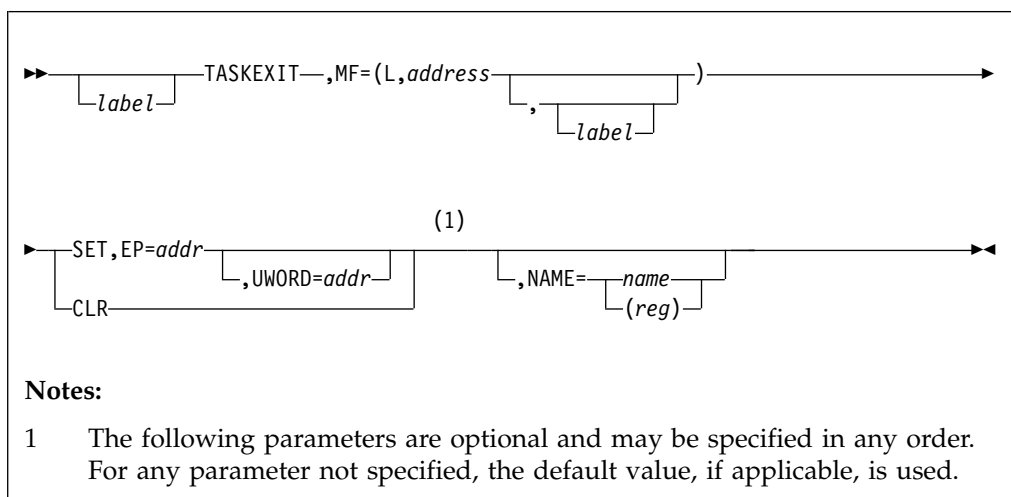 TASKEXIT ,MF=(L,address )
label ,
label
(1)
SET,EP=addr
,UWORD=addr ,NAME= name
CLR (reg)
Notes:
1 The following parameters are optional and may be specified in any order.
For any parameter not specified, the default value, if applicable, is used.